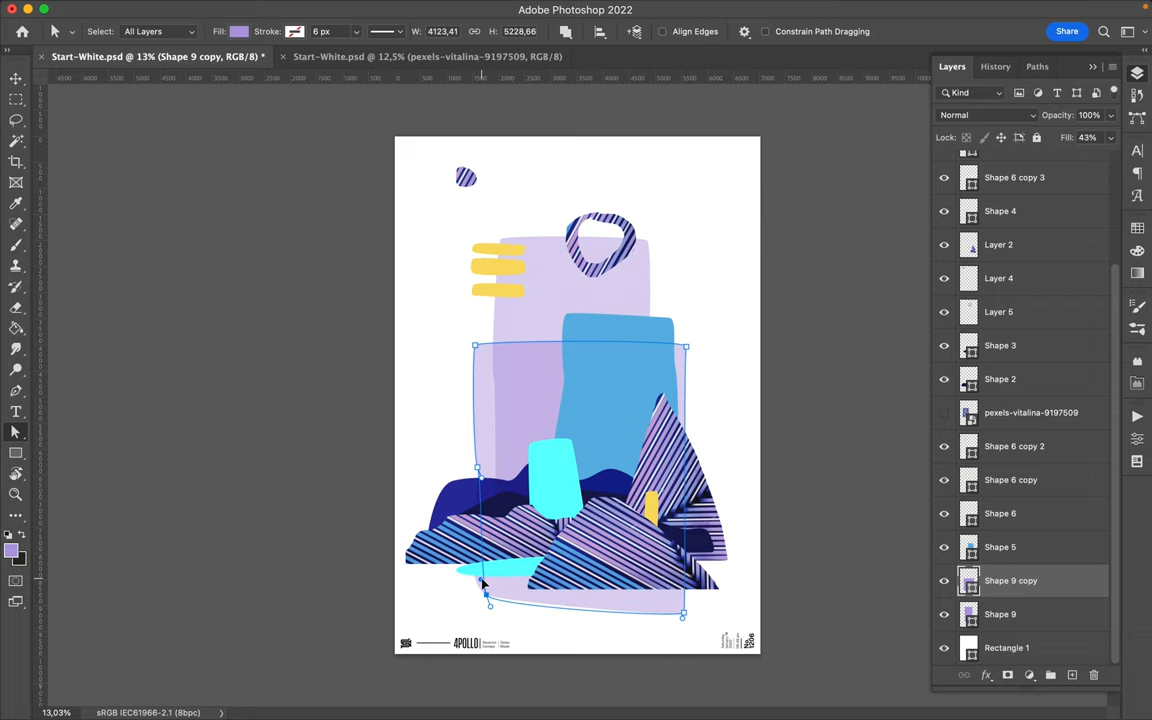 Adobe Photoshop 2022
Select: All Layers Fill: Stroke: 6 px W: 4123,41 H: 5228,66 Align Edges Constrain Path Dragging Share
Start-White.psd @ 13% (Shape 9 copy, RGB/8) * Start-White.psd @ 12,5% (pexels-vitalina-9197509, RGB/8)
Layers History Paths
Kind
Normal Opacity: 100%
Lock: Fill: 43%
Shape 6 copy 3
Shape 4
Layer 2
Layer 4
Layer 5
Shape 3
Shape 2
pexels-vitalina-9197509
Shape 6 copy 2
Shape 6 copy
Shape 6
Shape 5
Shape 9 copy
Shape 9
Rectangle 1
4POLLO
No. 1206
13,03% sRGB IEC61966-2.1 (8bpc)